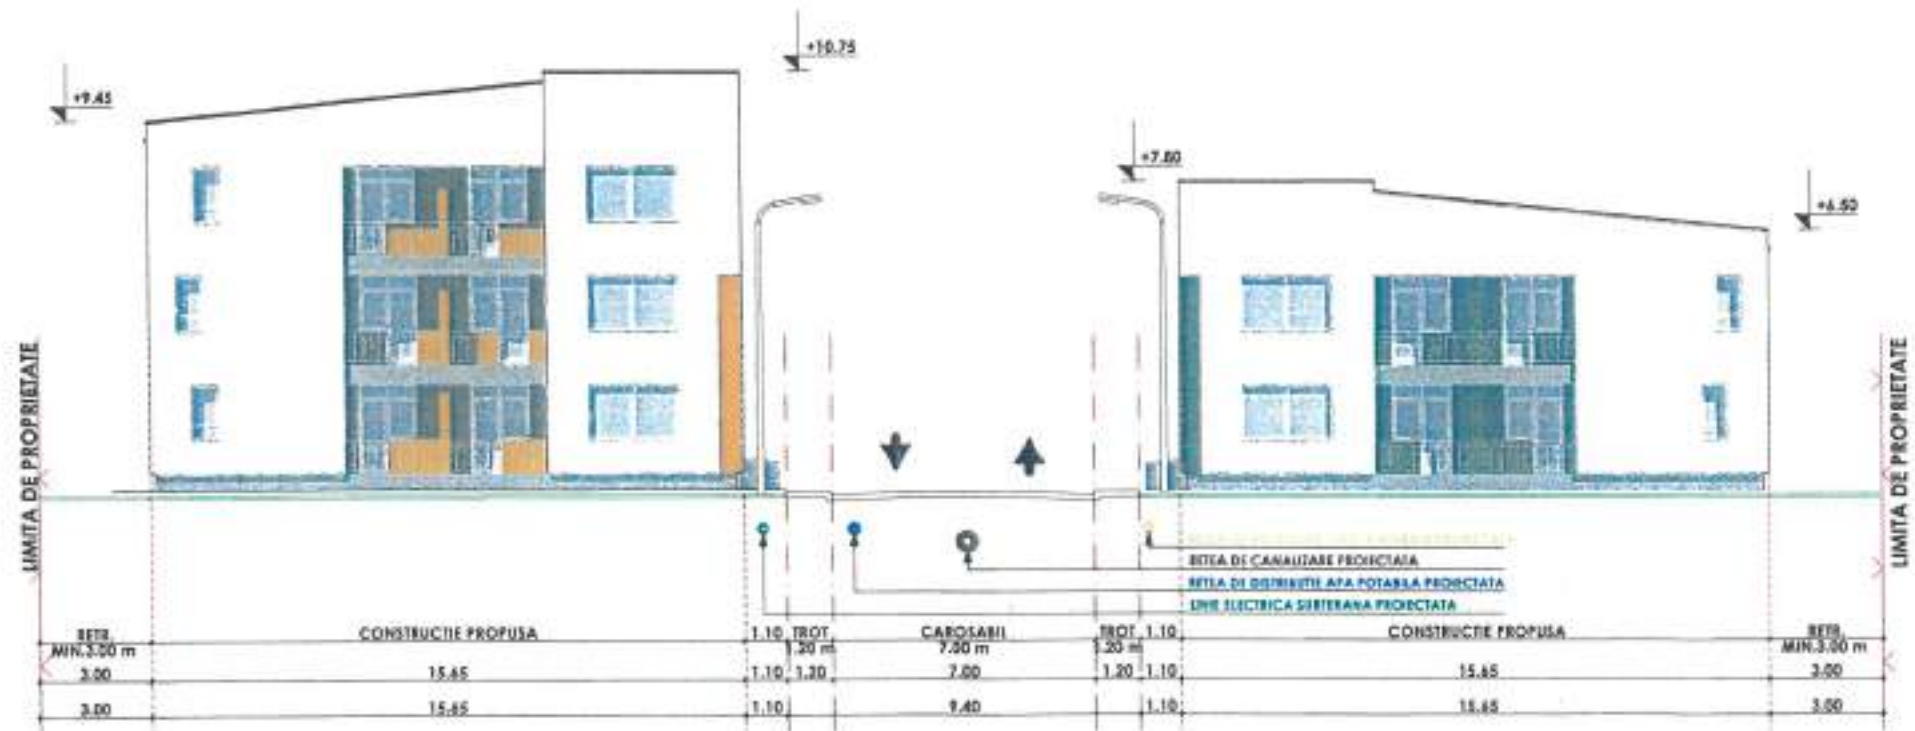 +10.75
+9.45
+7.80
+6.50
LIMITA DE PROPRIETATE
LIMITA DE PROPRIETATE
RETEA DE CANALIZARE PROIECTATA
RETEA DE DISTRIBUTIE APA POTABILA PROIECTATA
LINIE ELECTRICA SUBTERANA PROIECTATA
RETR. CONSTRUCTIE PROPUSA 1.10 TROT. CAROSABIL TROT. 1.10 CONSTRUCTIE PROPUSA RETR.
MIN.3.00 m 1.20 m 7.00 m 1.20 m MIN.3.00 m
3.00 15.65 1.10 1.20 7.00 1.20 1.10 15.65 3.00
3.00 15.65 1.10 9.40 1.10 15.65 3.00